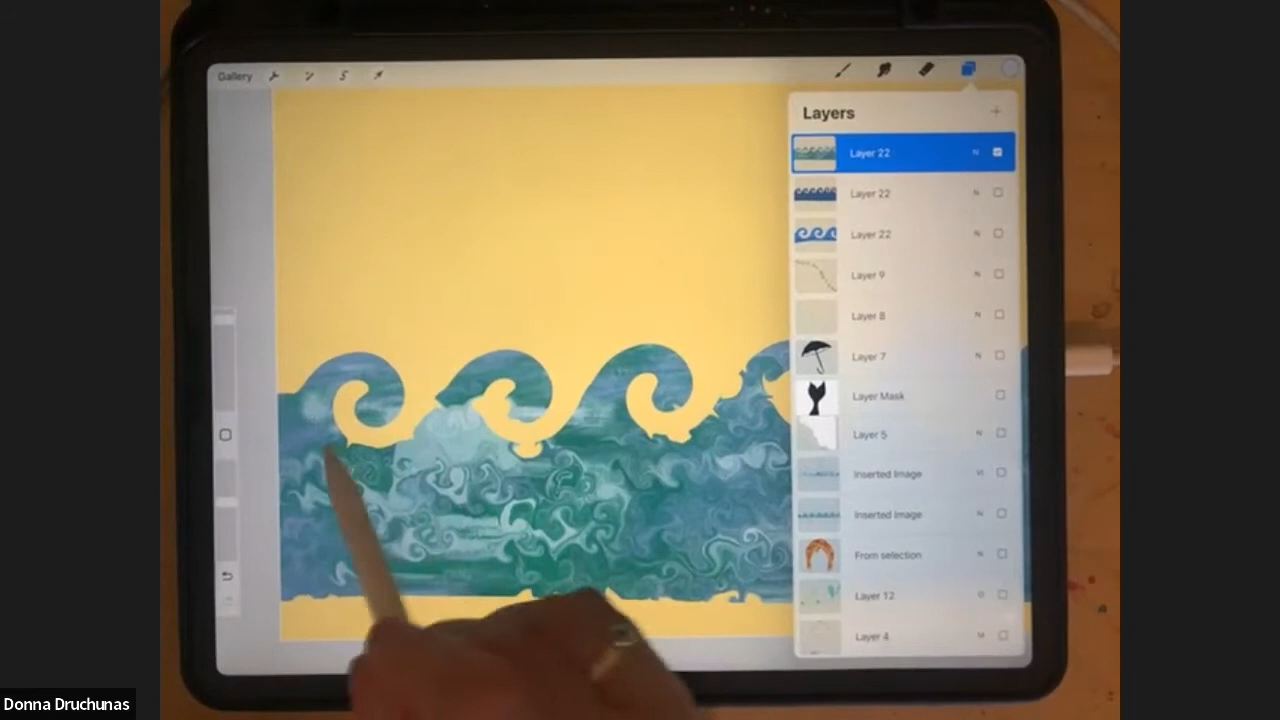 Gallery
Layers
Layer 22 N
Layer 22 N
Layer 22 N
Layer 9 N
Layer 8 N
Layer 7 N
Layer Mask
Layer 5 N
Inserted Image M
Inserted Image N
From selection N
Layer 12
Layer 4 M
Donna Druchunas